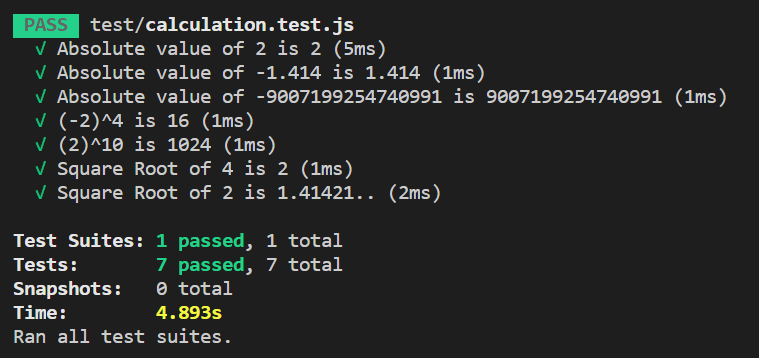 PASS test/calculation.test.js
√ Absolute value of 2 is 2 (5ms)
√ Absolute value of -1.414 is 1.414 (1ms)
√ Absolute value of -9007199254740991 is 9007199254740991 (1ms)
√ (-2)^4 is 16 (1ms)
√ (2)^10 is 1024 (1ms)
√ Square Root of 4 is 2 (1ms)
√ Square Root of 2 is 1.41421.. (2ms)
Test Suites: 1 passed, 1 total
Tests: 7 passed, 7 total
Snapshots: 0 total
Time: 4.893s
Ran all test suites.